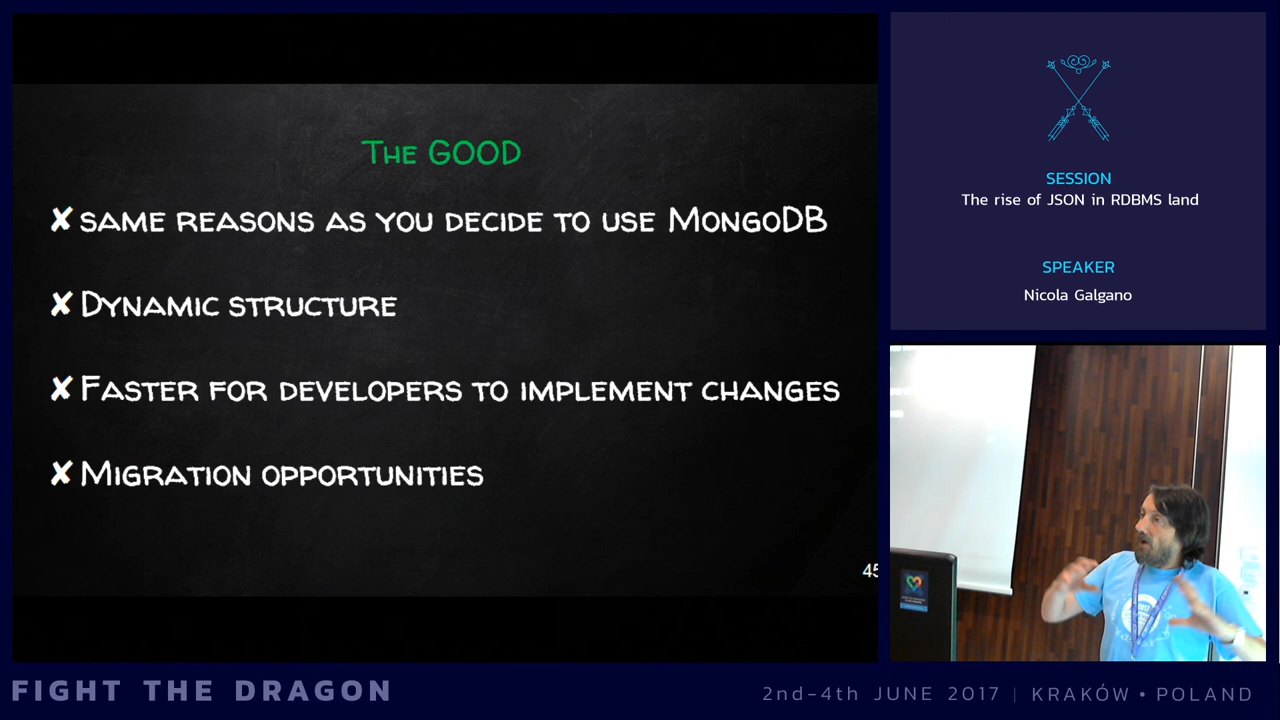 The GOOD
✘ same reasons as you decide to use MongoDB
✘ Dynamic structure
✘ Faster for developers to implement changes
✘ Migration opportunities
45
SESSION
The rise of JSON in RDBMS land
SPEAKER
Nicola Galgano
FIGHT THE DRAGON
2nd-4th JUNE 2017 | KRAKÓW • POLAND